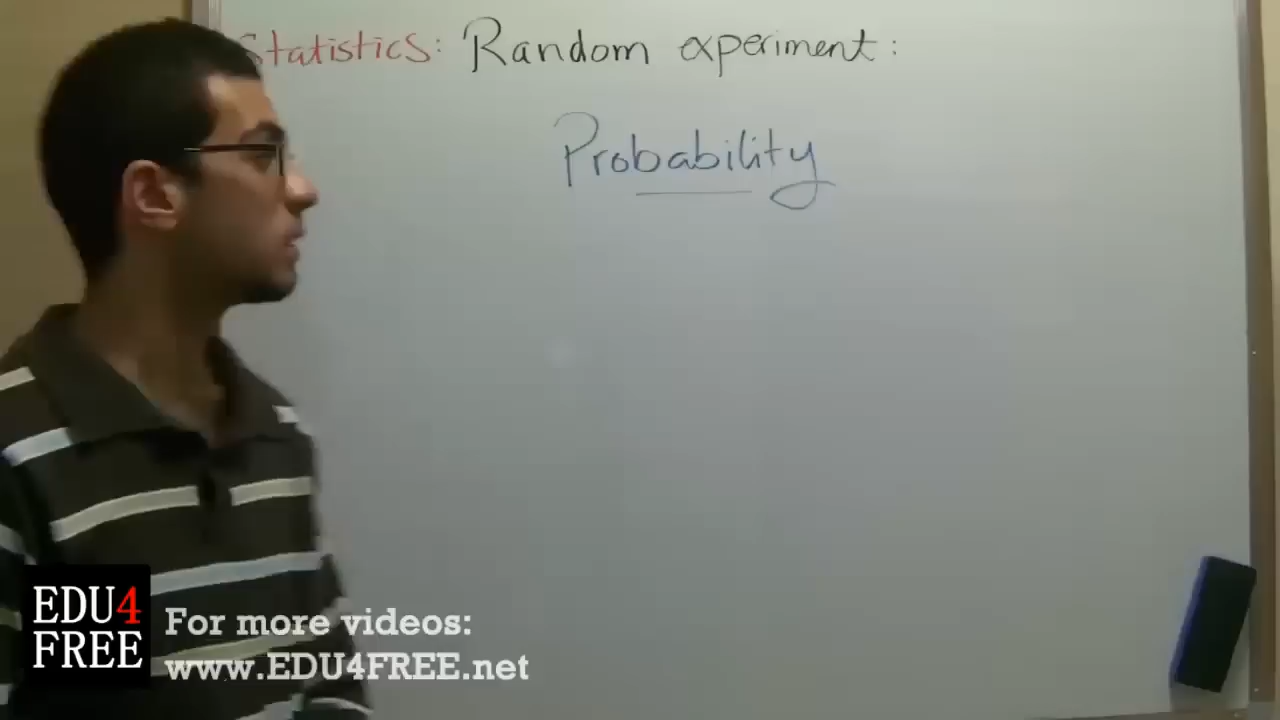 Statistics: Random experiment:
Probability
EDU4
FREE
For more videos:
www.EDU4FREE.net